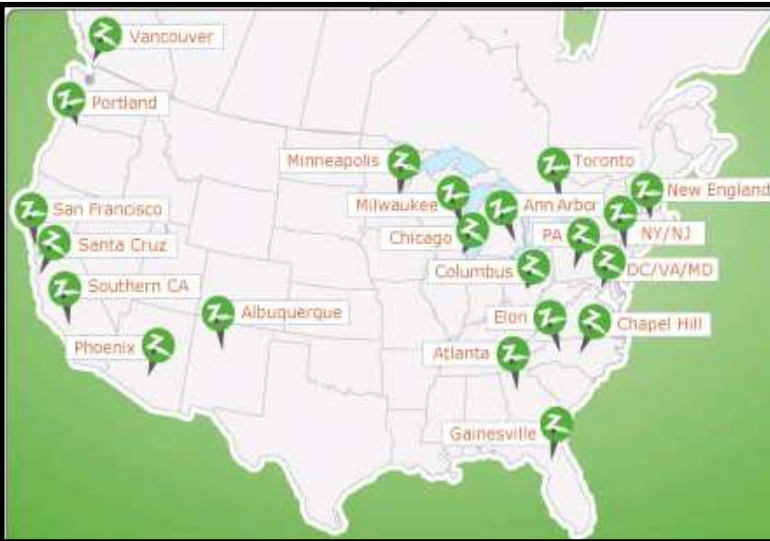 Vancouver
Portland
Minneapolis
Toronto
New England
Milwaukee
Ann Arbor
San Francisco
Chicago
PA
NY/NJ
Santa Cruz
Columbus
DC/VA/MD
Southern CA
Albuquerque
Elon
Chapel Hill
Phoenix
Atlanta
Gainesville